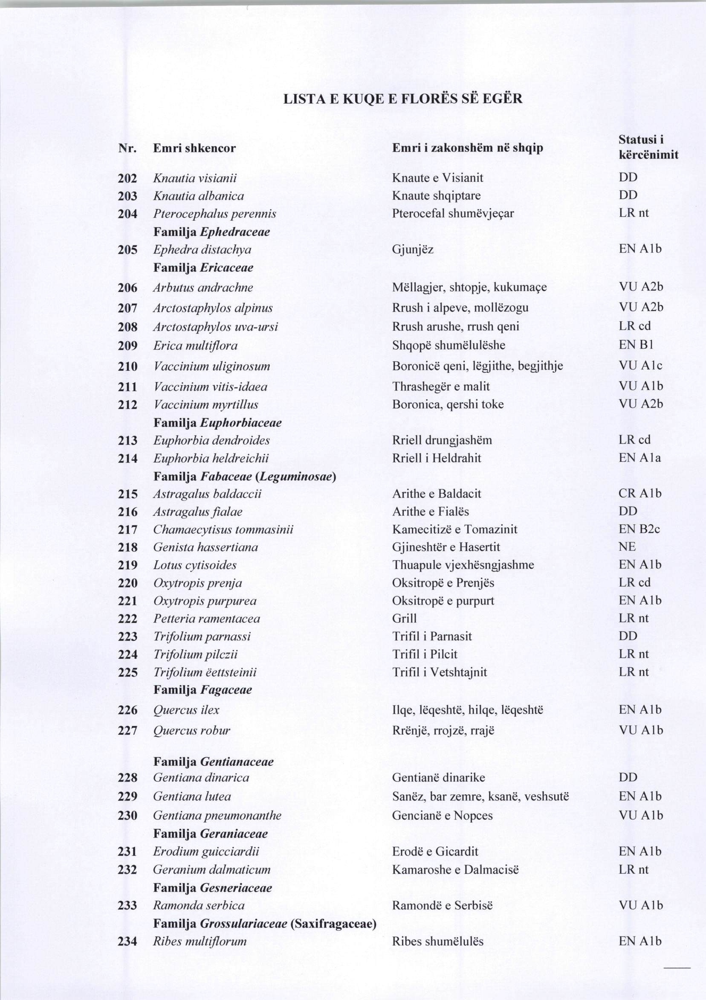 LISTA E KUQE E FLORËS SË EGËR
Nr. Emri shkencor Emri i zakonshëm në shqip Statusi i kërcënimit
202 Knautia visianii Knaute e Visianit DD
203 Knautia albanica Knaute shqiptare DD
204 Pterocephalus perennis Pterocefal shumëvjeçar LR nt
Familja Ephedraceae
205 Ephedra distachya Gjunjëz EN A1b
Familja Ericaceae
206 Arbutus andrachne Mëllagjer, shtopje, kukumaçe VU A2b
207 Arctostaphylos alpinus Rrush i alpeve, mollëzogu VU A2b
208 Arctostaphylos uva-ursi Rrush arushe, rrush qeni LR cd
209 Erica multiflora Shqopë shumëlulëshe EN B1
210 Vaccinium uliginosum Boronicë qeni, lëgjithe, begjithje VU A1c
211 Vaccinium vitis-idaea Thrashegër e malit VU A1b
212 Vaccinium myrtillus Boronica, qershi toke VU A2b
Familja Euphorbiaceae
213 Euphorbia dendroides Rriell drungjashëm LR cd
214 Euphorbia heldreichii Rriell i Heldrahit EN A1a
Familja Fabaceae (Leguminosae)
215 Astragalus baldaccii Arithe e Baldacit CR A1b
216 Astragalus fialae Arithe e Fialës DD
217 Chamaecytisus tommasinii Kamecitizë e Tomazinit EN B2c
218 Genista hassertiana Gjineshtër e Hasertit NE
219 Lotus cytisoides Thuapule vjexhësngjashme EN A1b
220 Oxytropis prenja Oksitropë e Prenjës LR cd
221 Oxytropis purpurea Oksitropë e purpurt EN A1b
222 Petteria ramentacea Grill LR nt
223 Trifolium parnassi Trifil i Parnasit DD
224 Trifolium pilczii Trifil i Pilcit LR nt
225 Trifolium ëettsteinii Trifil i Vetshtajnit LR nt
Familja Fagaceae
226 Quercus ilex Ilqe, lëqeshtë, hilqe, lëqeshtë EN A1b
227 Quercus robur Rrënjë, rrojzë, rrajë VU A1b
Familja Gentianaceae
228 Gentiana dinarica Gentianë dinarike DD
229 Gentiana lutea Sanëz, bar zemre, ksanë, veshsutë EN A1b
230 Gentiana pneumonanthe Gencianë e Nopces VU A1b
Familja Geraniaceae
231 Erodium guicciardii Erodë e Gicardit EN A1b
232 Geranium dalmaticum Kamaroshe e Dalmacisë LR nt
Familja Gesneriaceae
233 Ramonda serbica Ramondë e Serbisë VU A1b
Familja Grossulariaceae (Saxifragaceae)
234 Ribes multiflorum Ribes shumëlulës EN A1b